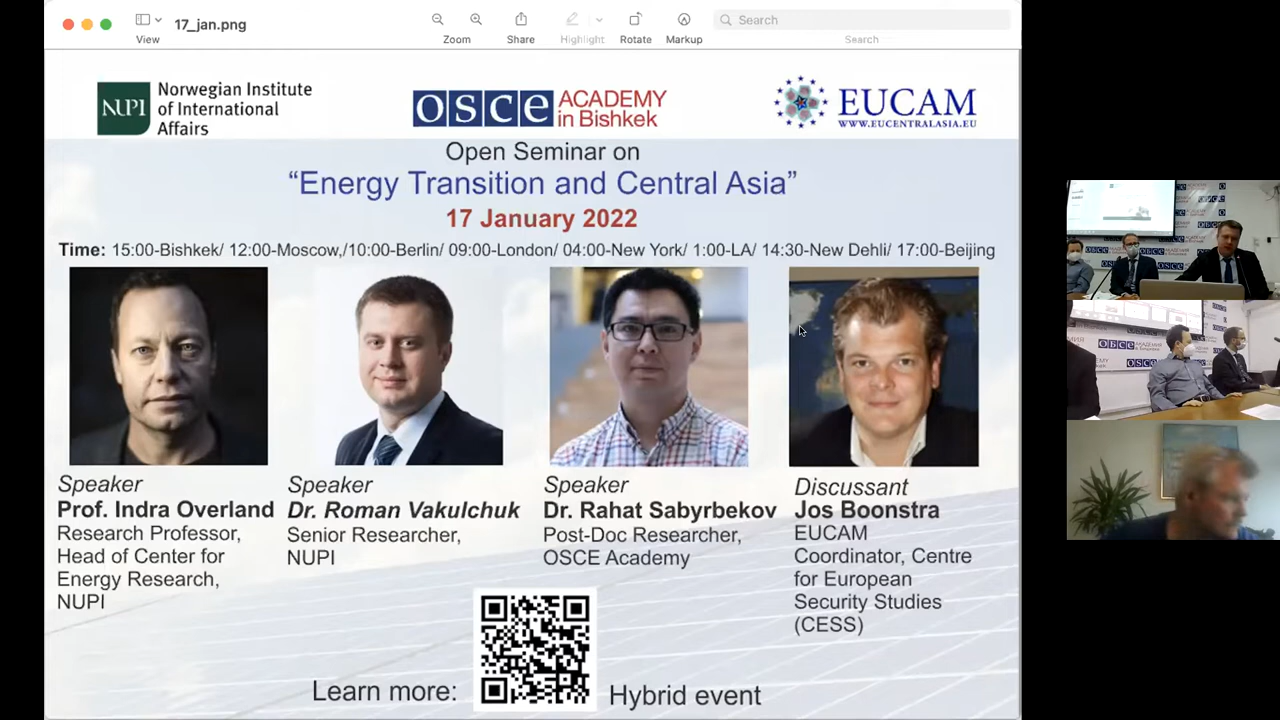 17_jan.png
View
Zoom
Share
Highlight
Rotate
Markup
Search
Search
NUPI
Norwegian Institute
of International
Affairs
OSCE ACADEMY
in Bishkek
EUCAM
WWW.EUCENTRALASIA.EU
Open Seminar on
“Energy Transition and Central Asia”
17 January 2022
Time: 15:00-Bishkek/ 12:00-Moscow,/10:00-Berlin/ 09:00-London/ 04:00-New York/ 1:00-LA/ 14:30-New Dehli/ 17:00-Beijing
Speaker
Prof. Indra Overland
Research Professor,
Head of Center for
Energy Research,
NUPI
Speaker
Dr. Roman Vakulchuk
Senior Researcher,
NUPI
Speaker
Dr. Rahat Sabyrbekov
Post-Doc Researcher,
OSCE Academy
Discussant
Jos Boonstra
EUCAM
Coordinator, Centre
for European
Security Studies
(CESS)
Learn more:
Hybrid event
ОБСЕ АКАДЕМИЯ
OSCE